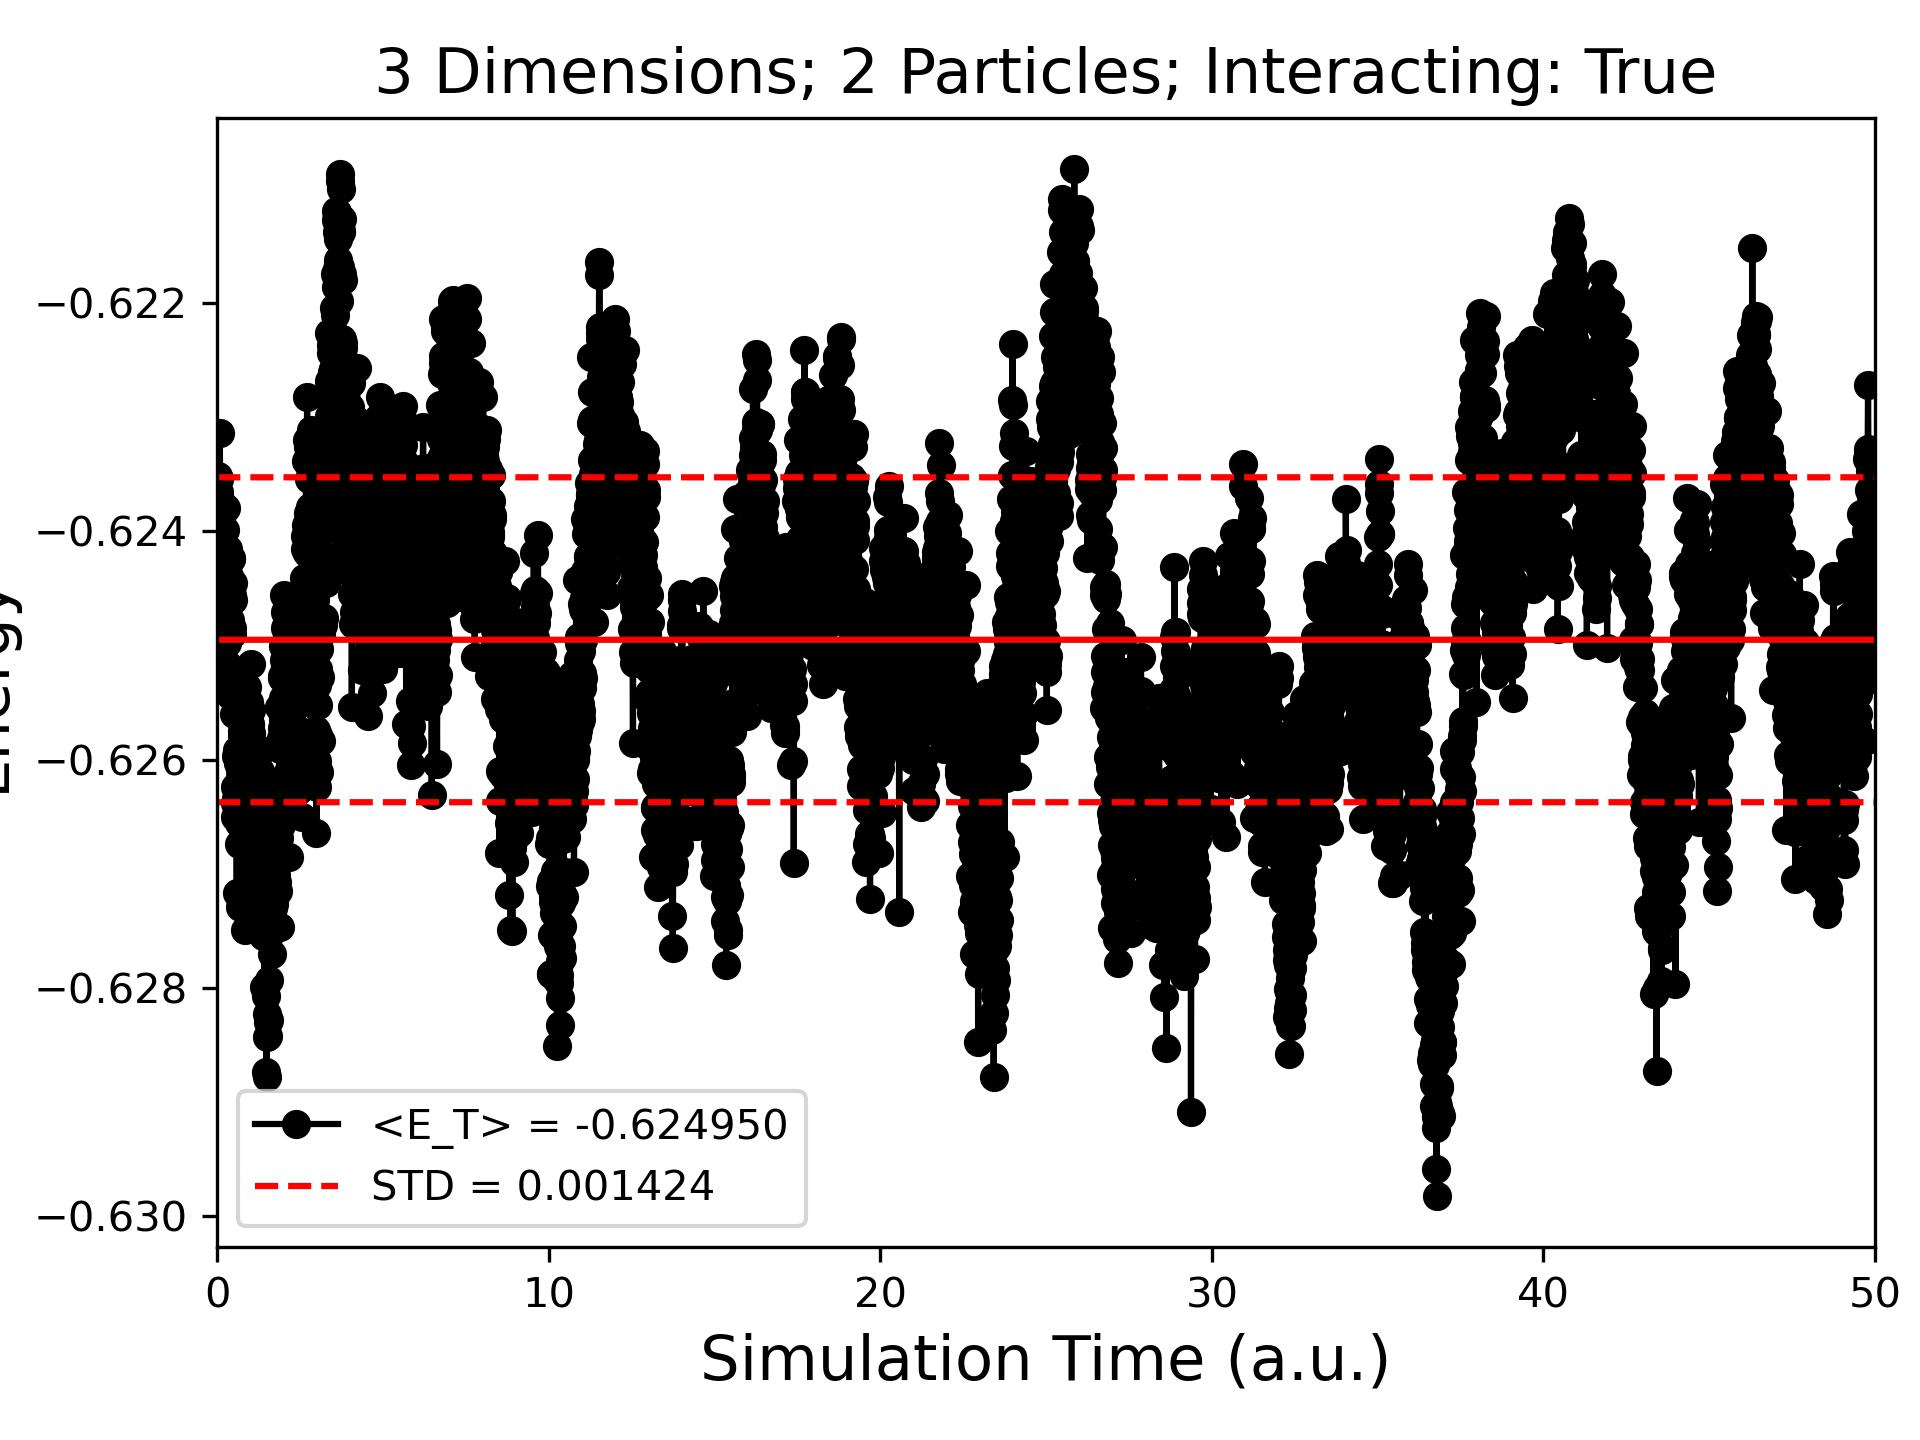 3 Dimensions; 2 Particles; Interacting: True
Energy
−0.622
−0.624
−0.626
−0.628
−0.630
<E_T> = -0.624950
STD = 0.001424
0 10 20 30 40 50
Simulation Time (a.u.)